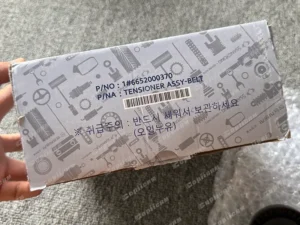 P/NO : 1#6652000370
P/NA : TENSIONER ASSY-BELT
※ 취급주의 : 반드시 세워서 보관하세요
(오일누유)